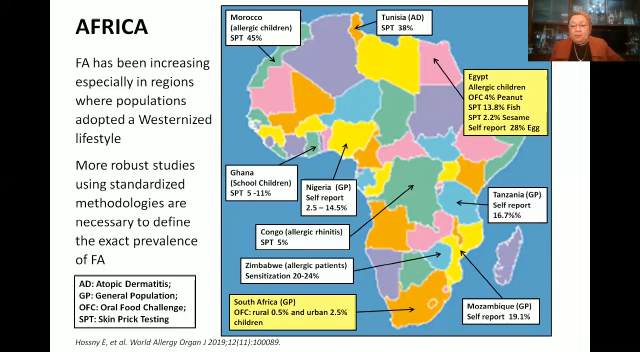 AFRICA
FA has been increasing
especially in regions
where populations
adopted a Westernized
lifestyle
More robust studies
using standardized
methodologies are
necessary to define
the exact prevalence
of FA
AD: Atopic Dermatitis;
GP: General Population;
OFC: Oral Food Challenge;
SPT: Skin Prick Testing
Hossny E, et al. World Allergy Organ J 2019;12(11):100089.
Morocco
(allergic children)
SPT 45%
Tunisia (AD)
SPT 38%
Egypt
Allergic children
OFC 4% Peanut
SPT 13.8% Fish
SPT 2.2% Sesame
Self report 28% Egg
Ghana
(School Children)
SPT 5 -11%
Nigeria (GP)
Self report
2.5 – 14.5%
Tanzania (GP)
Self report
16.7%%
Congo (allergic rhinitis)
SPT 5%
Zimbabwe (allergic patients)
Sensitization 20-24%
South Africa (GP)
OFC: rural 0.5% and urban 2.5%
children
Mozambique (GP)
Self report 19.1%